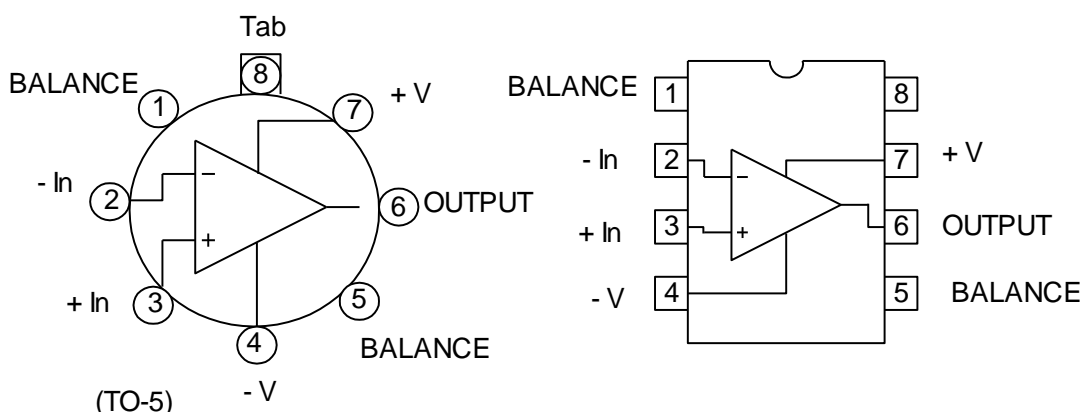 Tab
8
BALANCE
1
7
+ V
- In
2
−
6
OUTPUT
+
+ In
3
5
4
BALANCE
- V
(TO-5)
BALANCE
1
8
- In
2
−
7
+ V
+ In
3
+
6
OUTPUT
- V
4
5
BALANCE